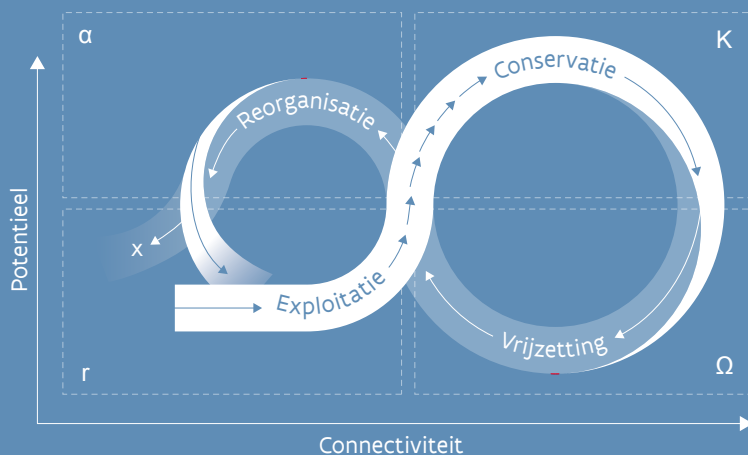 α
K
Conservatie
Reorganisatie
Potentieel
x
Exploitatie
Vrijzetting
r
Ω
Connectiviteit